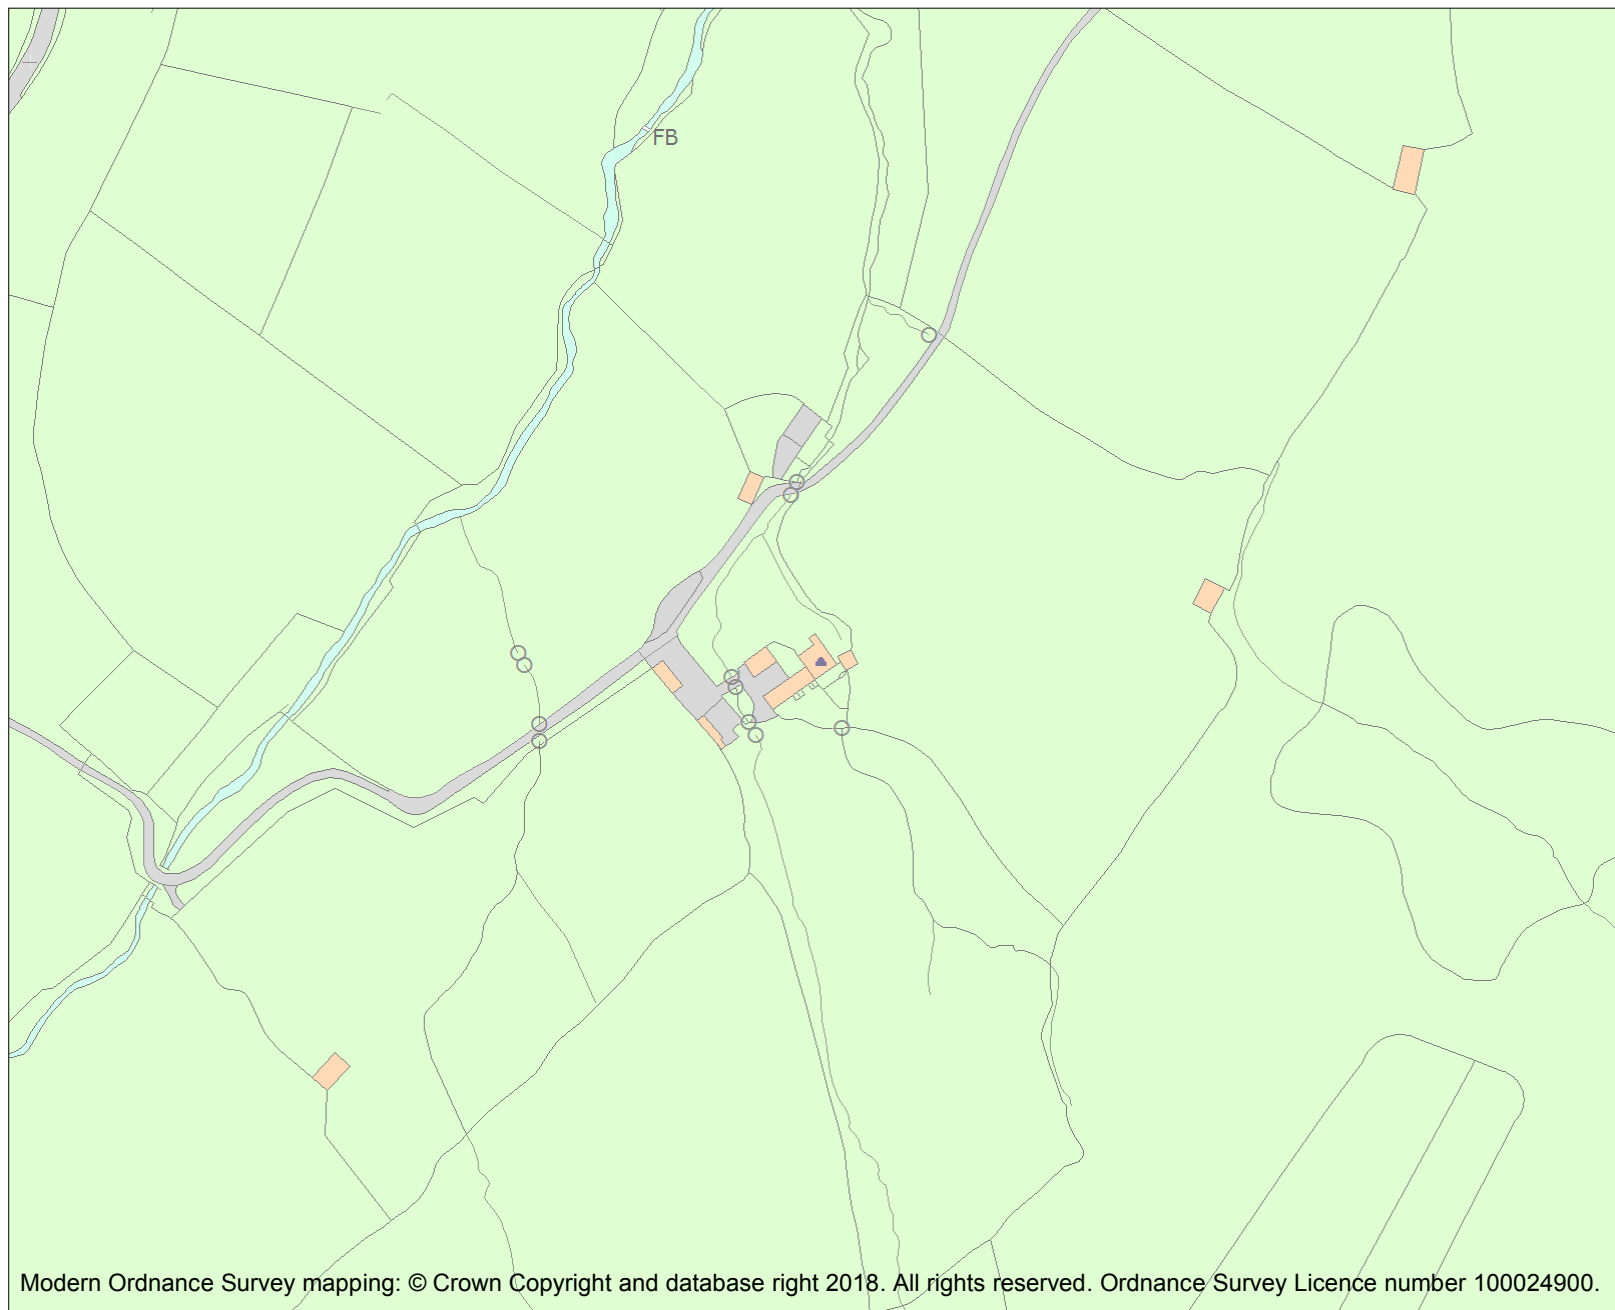 FB
Modern Ordnance Survey mapping: © Crown Copyright and database right 2018. All rights reserved. Ordnance Survey Licence number 100024900.